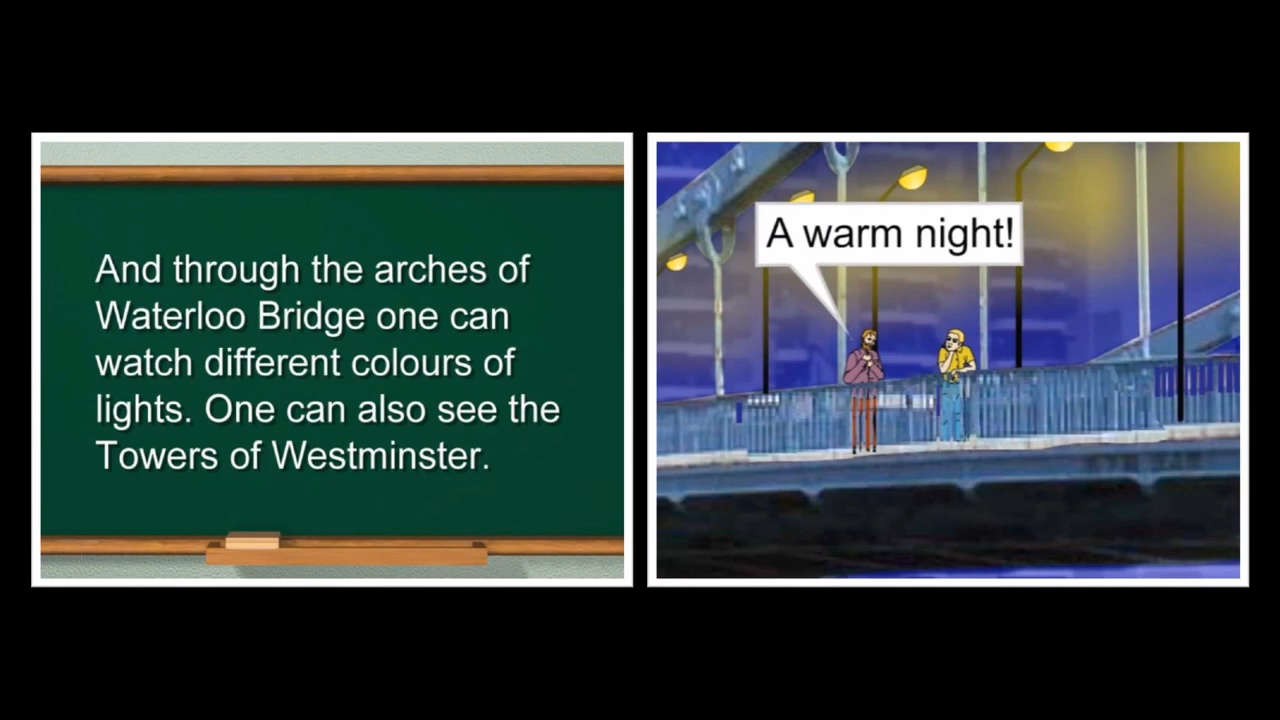 And through the arches of
Waterloo Bridge one can
watch different colours of
lights. One can also see the
Towers of Westminster.
A warm night!